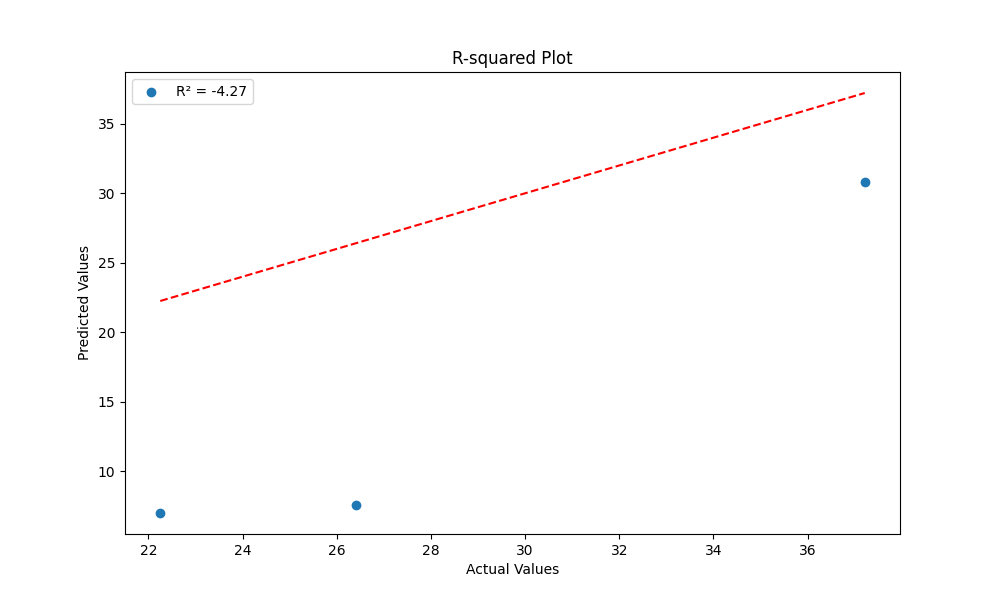 R-squared Plot
R² = -4.27
35
30
25
20
15
10
Predicted Values
22 24 26 28 30 32 34 36
Actual Values